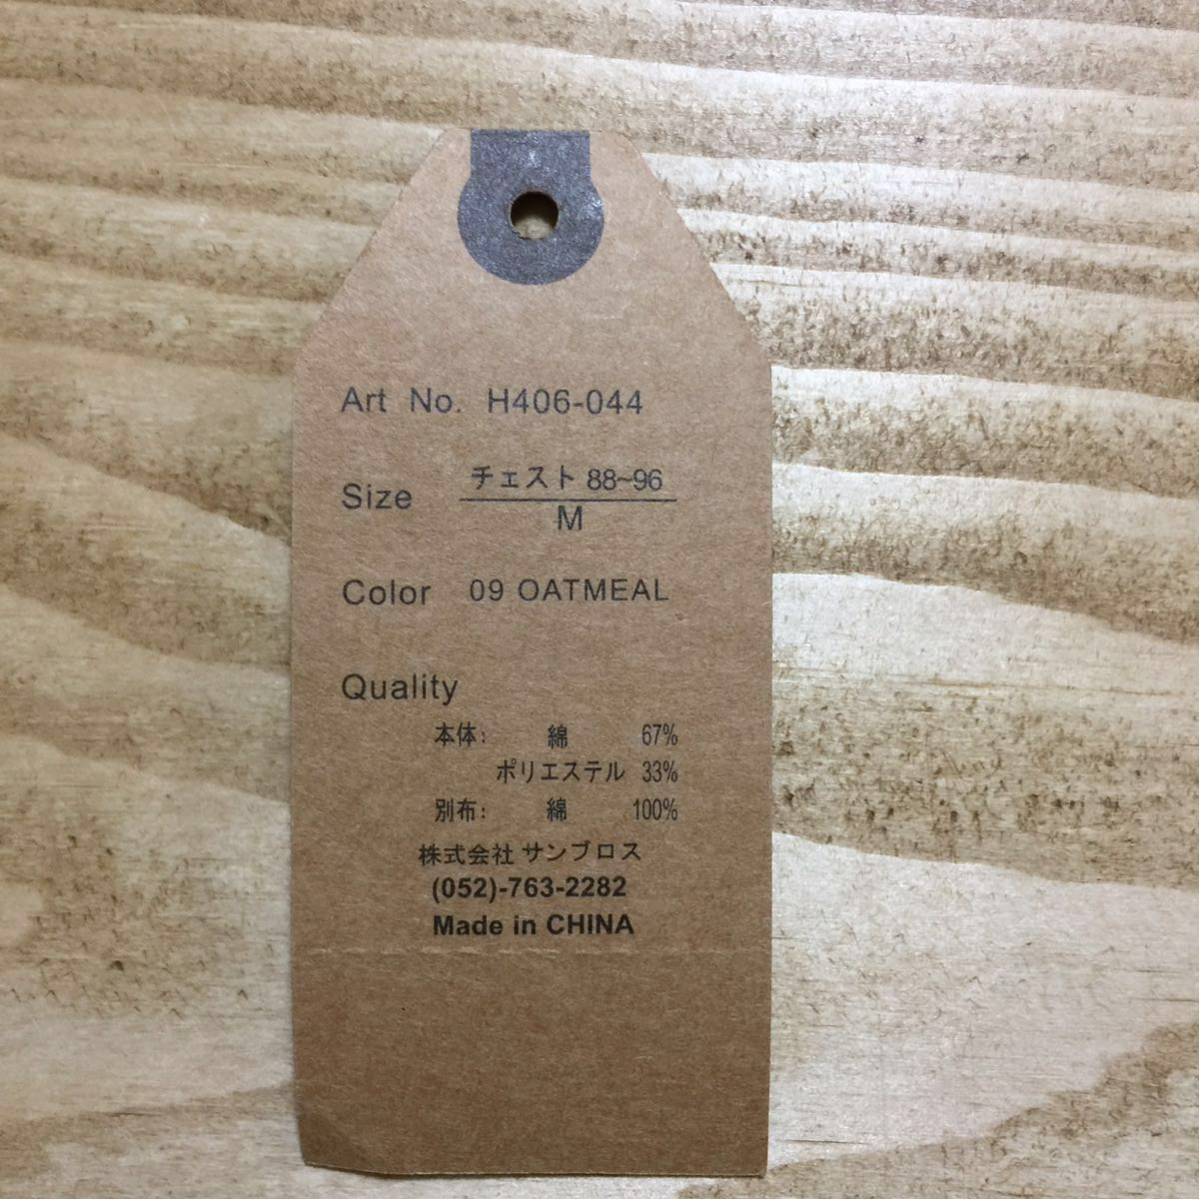 Art No. H406-044
チェスト 88~96
Size
M
Color 09 OATMEAL
Quality
本体: 綿 67%
ポリエステル 33%
別布: 綿 100%
株式会社 サンブロス
(052)-763-2282
Made in CHINA